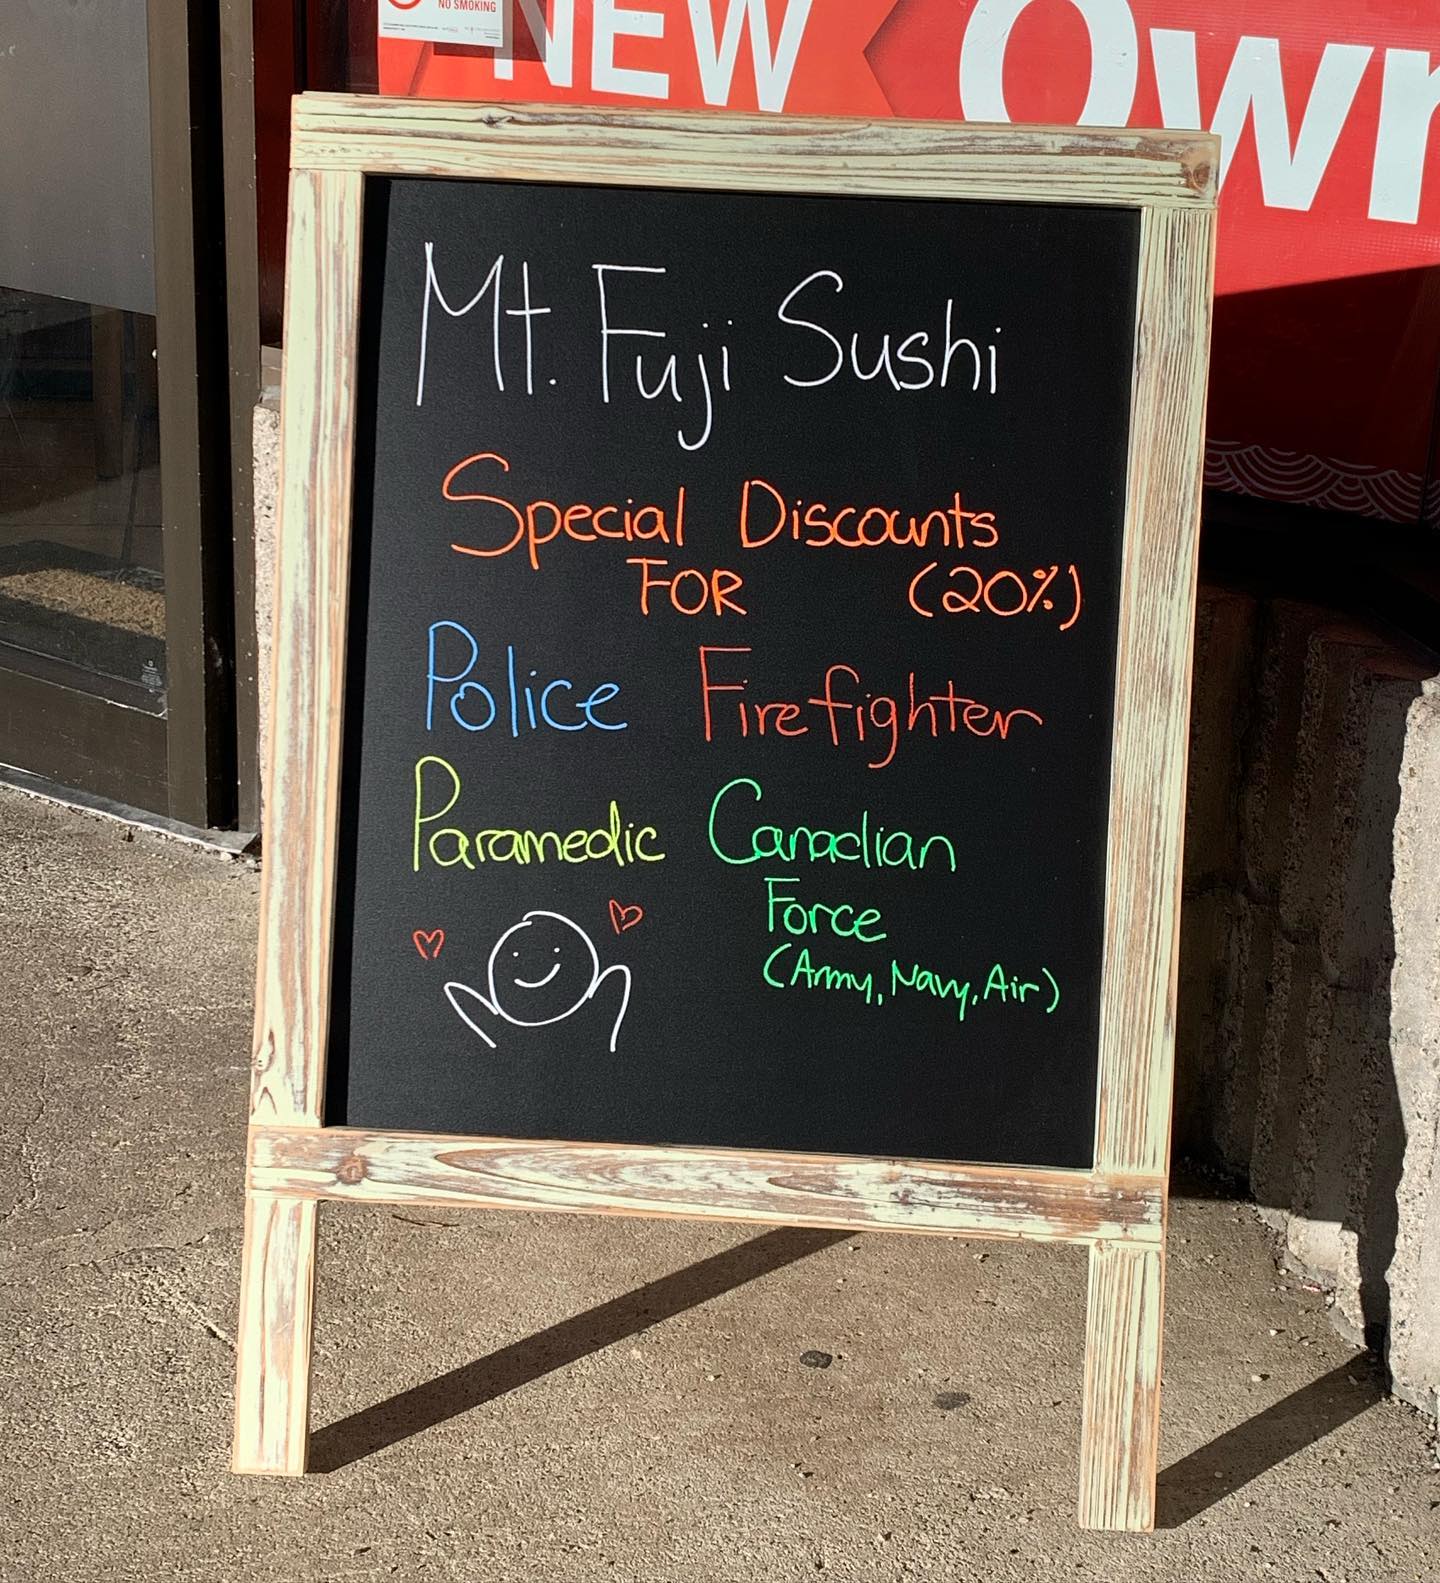 NO SMOKING
NEW Own
Mt. Fuji Sushi
Special Discounts
FOR (20%)
Police Firefighter
Paramedic Canadian
Force
(Army, Navy, Air)